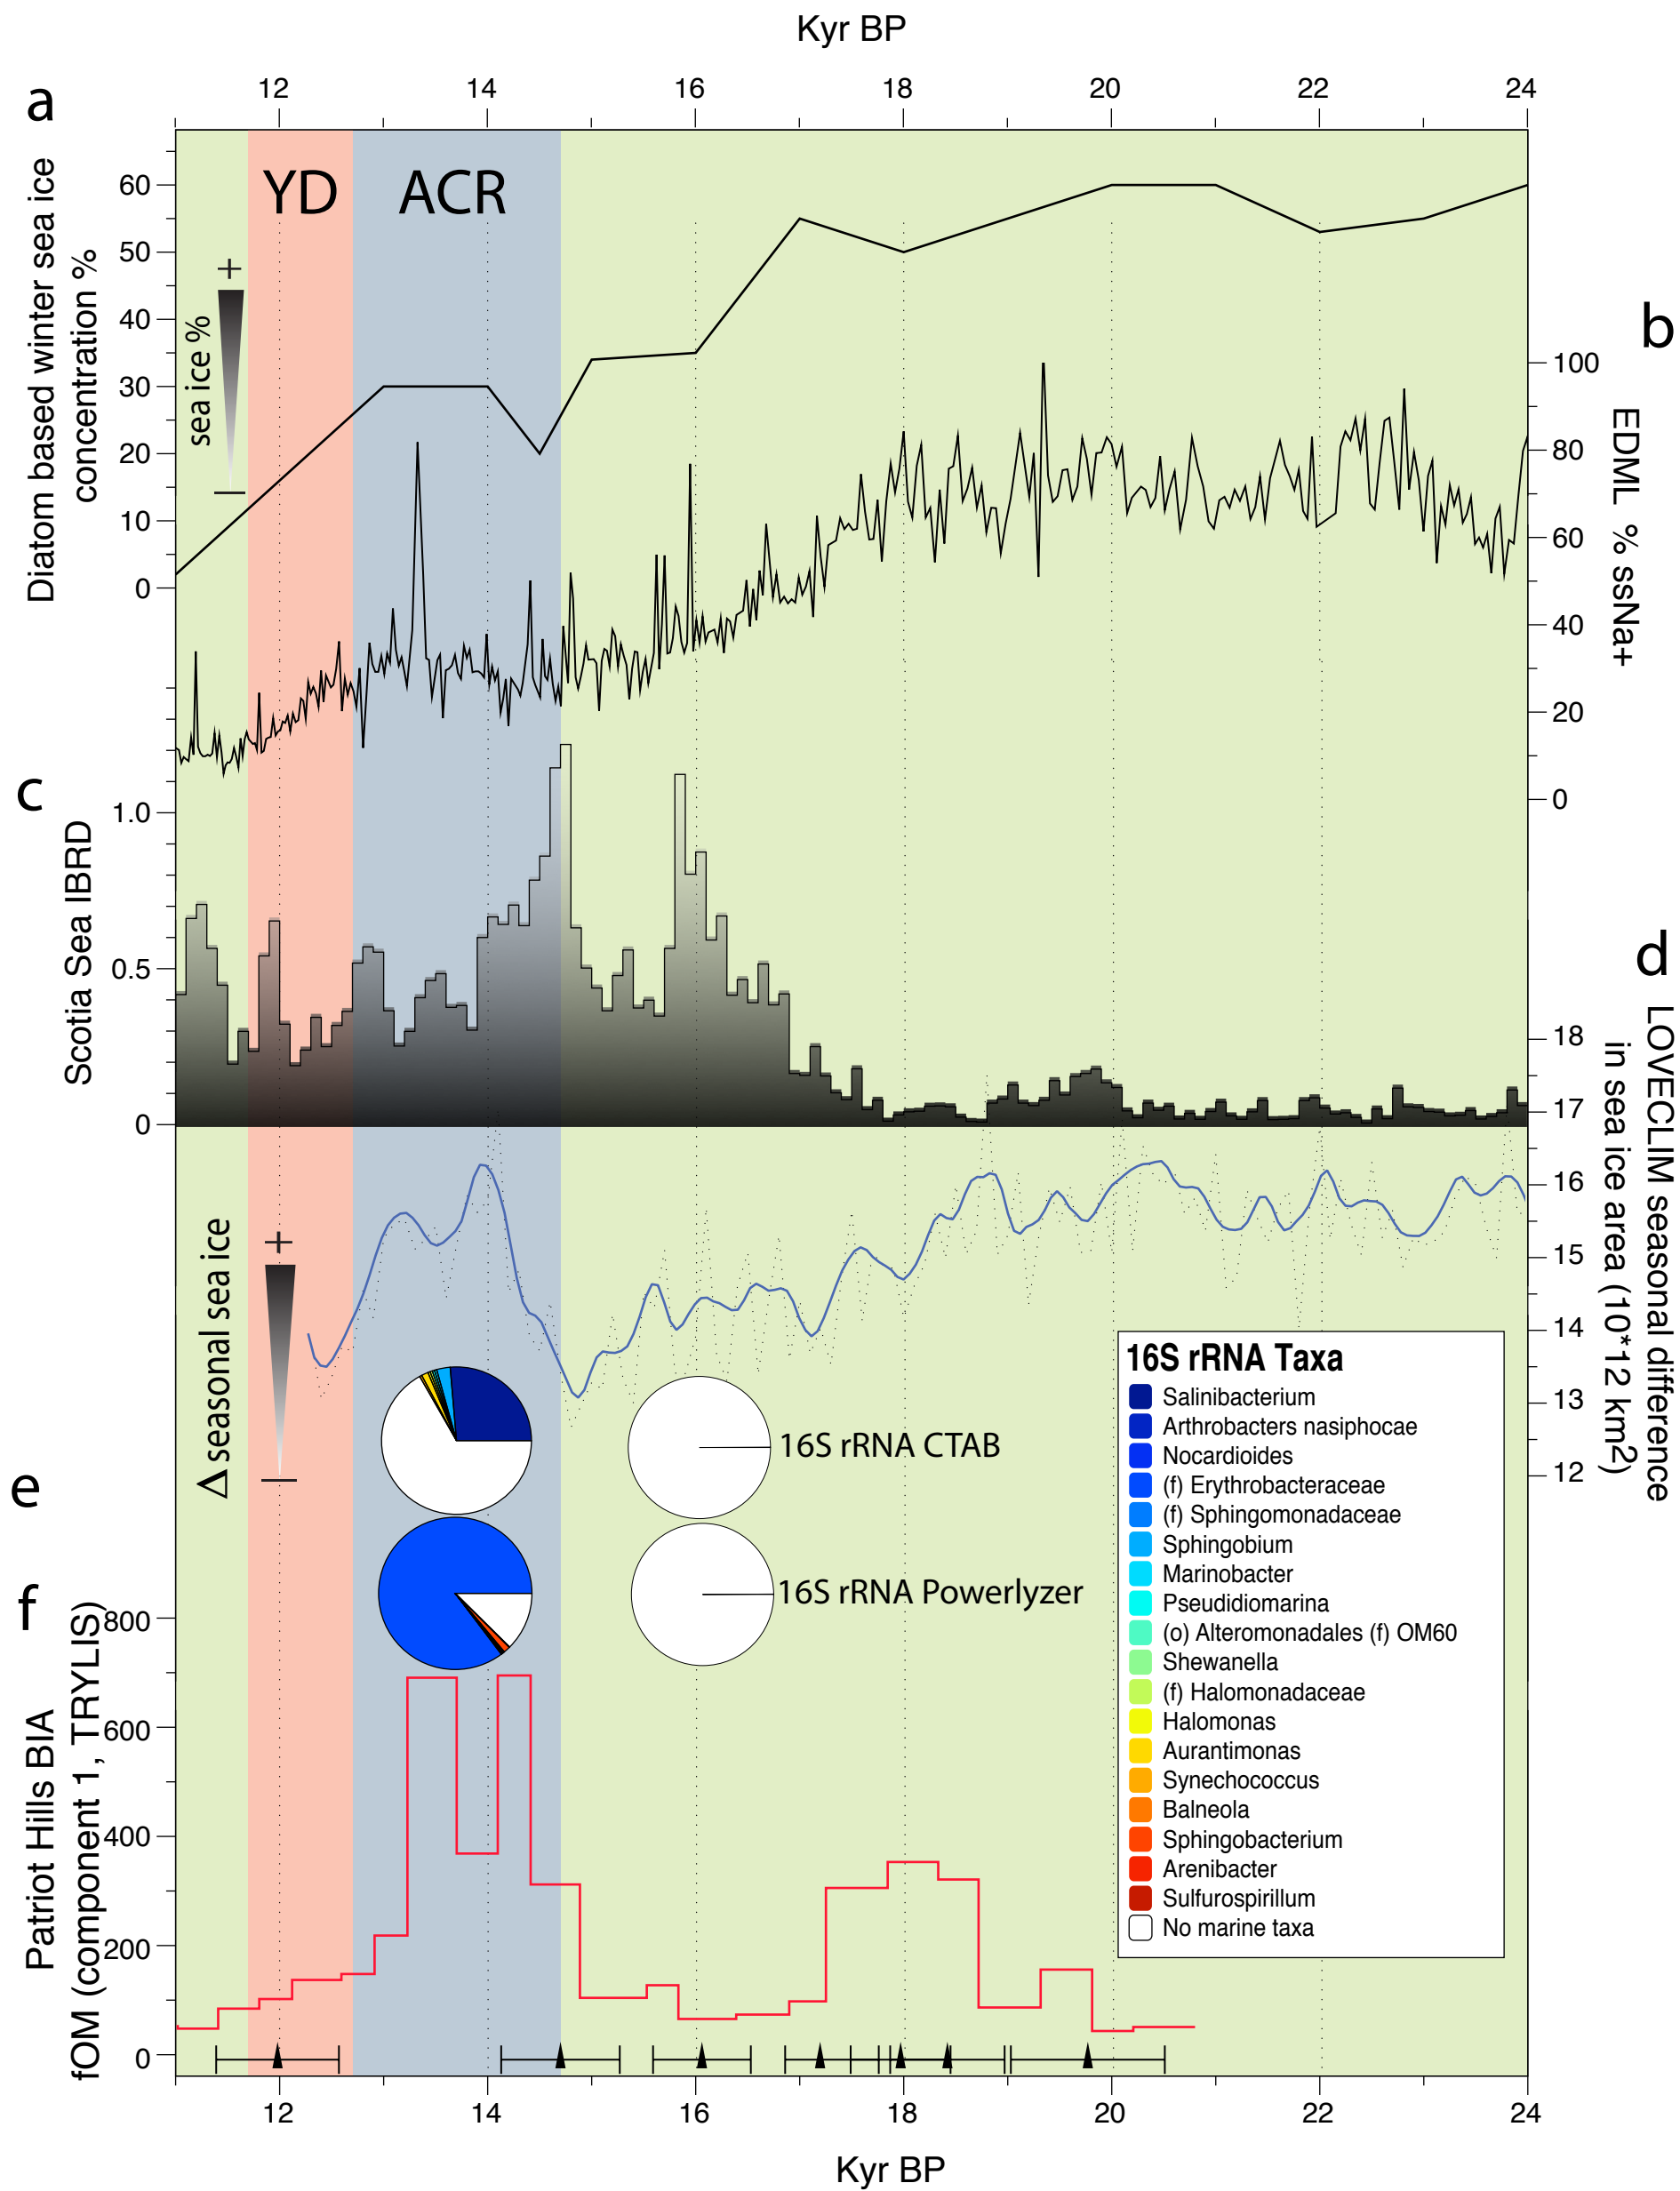 Kyr BP
12 14 16 18 20 22 24
a
Diatom based winter sea ice
concentration %
60
50
40
30
20
10
0
YD
ACR
+
sea ice %
b
EDML % ssNa+
100
80
60
40
20
0
c
Scotia Sea IBRD
1.0
0.5
0
d
LOVECLIM seasonal difference
in sea ice area (10*12 km2)
18
17
16
15
14
13
12
+
Δ seasonal sea ice
e
16S rRNA CTAB
16S rRNA Powerlyzer
16S rRNA Taxa
Salinibacterium
Arthrobacters nasiphocae
Nocardioides
(f) Erythrobacteraceae
(f) Sphingomonadaceae
Sphingobium
Marinobacter
Pseudidiomarina
(o) Alteromonadales (f) OM60
Shewanella
(f) Halomonadaceae
Halomonas
Aurantimonas
Synechococcus
Balneola
Sphingobacterium
Arenibacter
Sulfurospirillum
No marine taxa
f
Patriot Hills BIA
fOM (component 1, TRYLIS)
800
600
400
200
0
12 14 16 18 20 22 24
Kyr BP